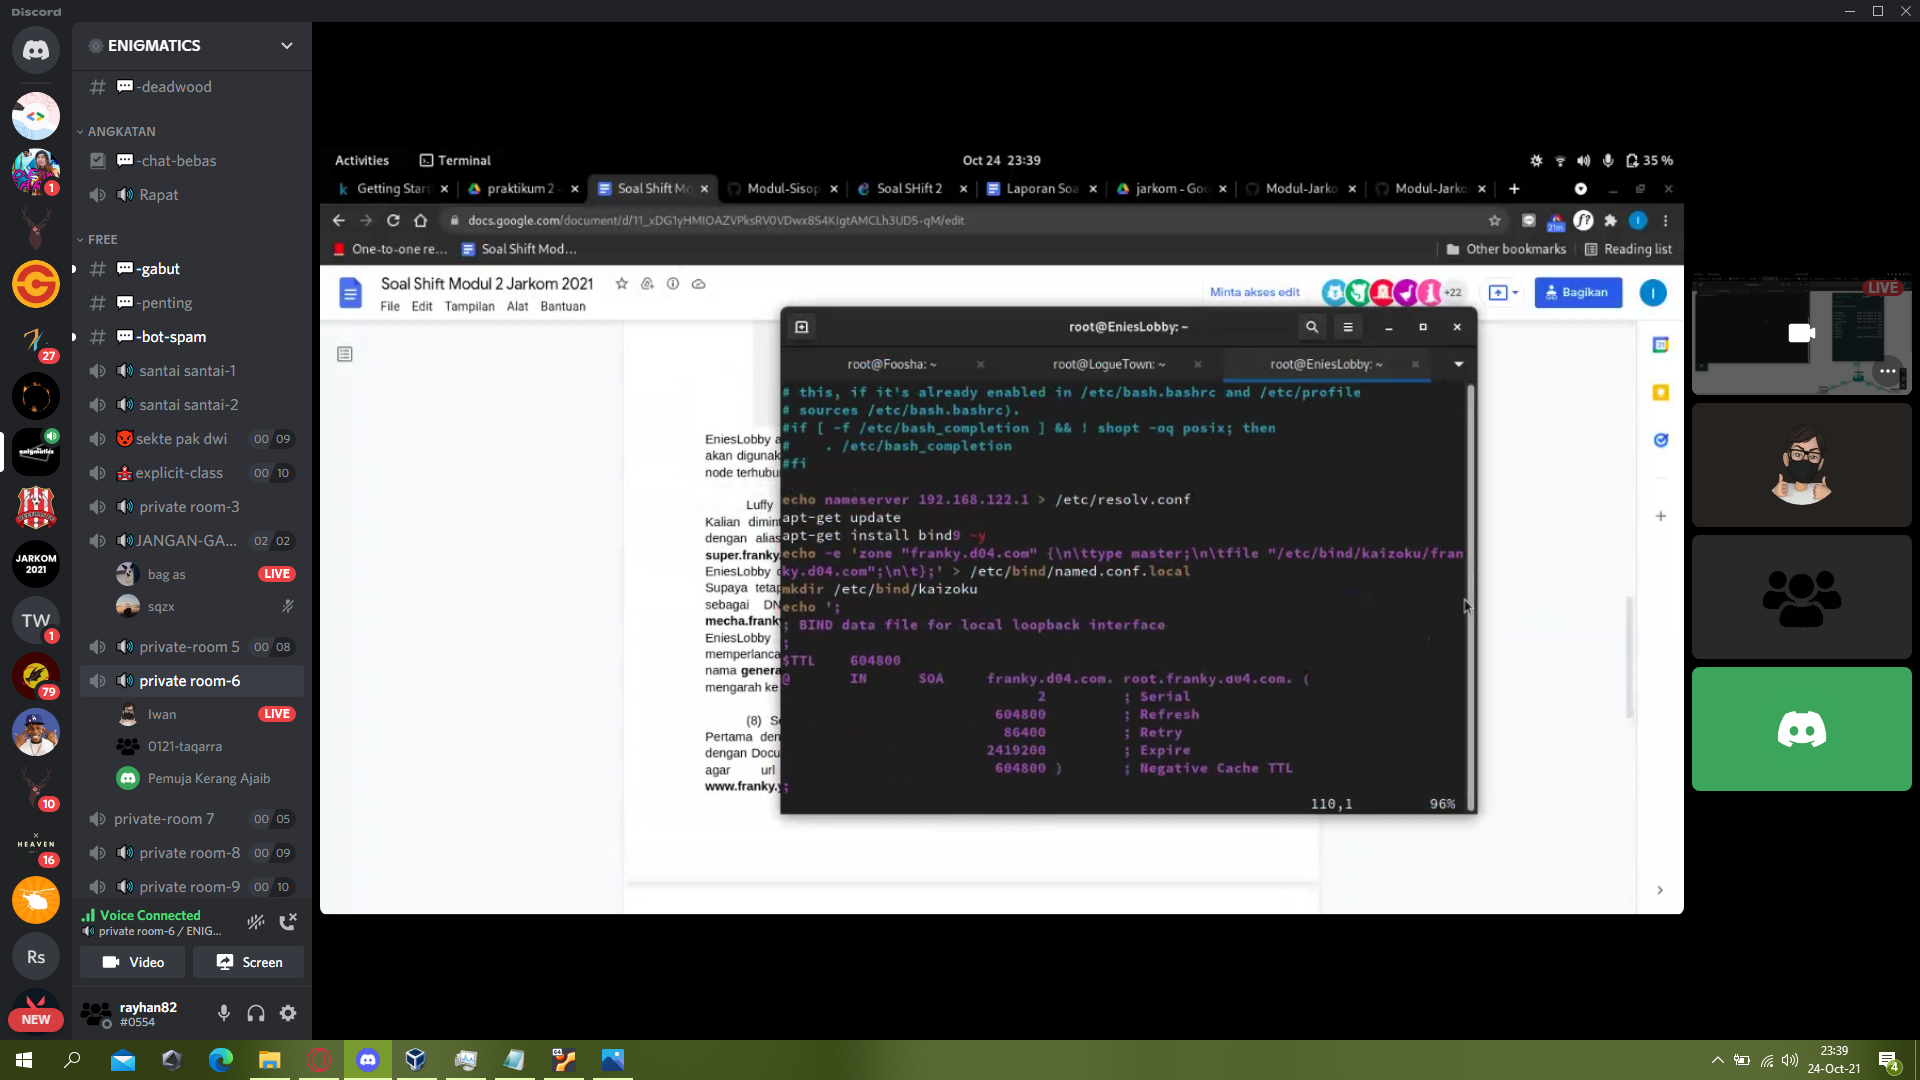 Discord
ENIGMATICS
-deadwood
ANGKATAN
-chat-bebas
Rapat
FREE
-gabut
-penting
-bot-spam
santai santai-1
santai santai-2
sekte pak dwi 00 09
explicit-class 00 10
private room-3
JANGAN-GA... 02 02
bag as LIVE
sqzx
private-room 5 00 08
private room-6
Iwan LIVE
0121-taqarra
Pemuja Kerang Ajaib
private-room 7 00 05
private room-8 00 09
private room-9 00 10
Voice Connected
private room-6 / ENIG...
Video Screen
rayhan82
#0554
1
27
JARKOM
2021
TW
1
79
10
HEAVEN
16
Rs
NEW
Activities Terminal Oct 24 23:39 35 %
Getting Start praktikum 2 - Soal Shift Mo Modul-Sisop Soal SHift 2 Laporan Soa jarkom - Goo Modul-Jarko Modul-Jarko
docs.google.com/document/d/11_xDG1yHMIOAZVPksRV0VDwx8S4KIgtAMCLh3UD5-qM/edit
One-to-one re... Soal Shift Mod... Other bookmarks Reading list
Soal Shift Modul 2 Jarkom 2021
File Edit Tampilan Alat Bantuan
Minta akses edit +22 Bagikan I
EniesLobby a
akan digunak
node terhubu
Luffy
Kalian dimint
dengan alias
super.franky.
EniesLobby d
Supaya tetap
sebagai DN
mecha.franky
EniesLobby
memperlanca
nama genera
mengarah ke
(8) Se
Pertama den
dengan Docu
agar url
www.franky.y
root@EniesLobby: ~
root@Foosha: ~ root@LogueTown: ~ root@EniesLobby: ~
# this, if it's already enabled in /etc/bash.bashrc and /etc/profile
# sources /etc/bash.bashrc).
#if [ -f /etc/bash_completion ] && ! shopt -oq posix; then
#    . /etc/bash_completion
#fi
echo nameserver 192.168.122.1 > /etc/resolv.conf
apt-get update
apt-get install bind9 -y
echo -e 'zone "franky.d04.com" {\n\ttype master;\n\tfile "/etc/bind/kaizoku/fran
ky.d04.com";\n\t};' > /etc/bind/named.conf.local
mkdir /etc/bind/kaizoku
echo ';
; BIND data file for local loopback interface
;
$TTL    604800
@       IN      SOA     franky.d04.com. root.franky.d04.com. (
2         ; Serial
604800         ; Refresh
86400         ; Retry
2419200         ; Expire
604800 )       ; Negative Cache TTL
;
110,1 96%
LIVE
23:39
24-Oct-21
4